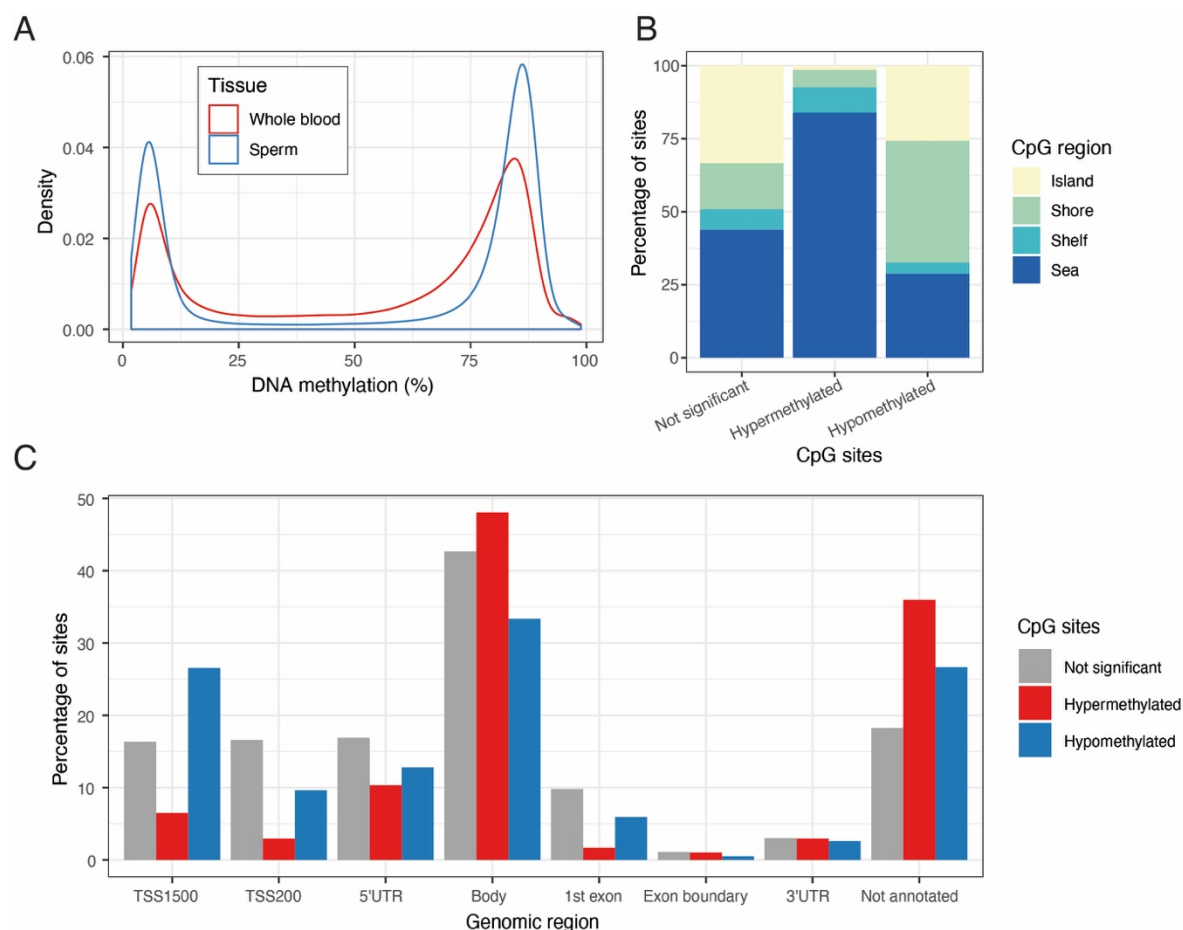 A
0.06
0.04
0.02
0.00
Density
Tissue
Whole blood
Sperm
0
25
50
75
100
DNA methylation (%)
B
100
75
50
25
0
Percentage of sites
Not significant
Hypermethylated
Hypomethylated
CpG sites
CpG region
Island
Shore
Shelf
Sea
C
50
40
30
20
10
0
Percentage of sites
TSS1500
TSS200
5'UTR
Body
1st exon
Exon boundary
3'UTR
Not annotated
Genomic region
CpG sites
Not significant
Hypermethylated
Hypomethylated